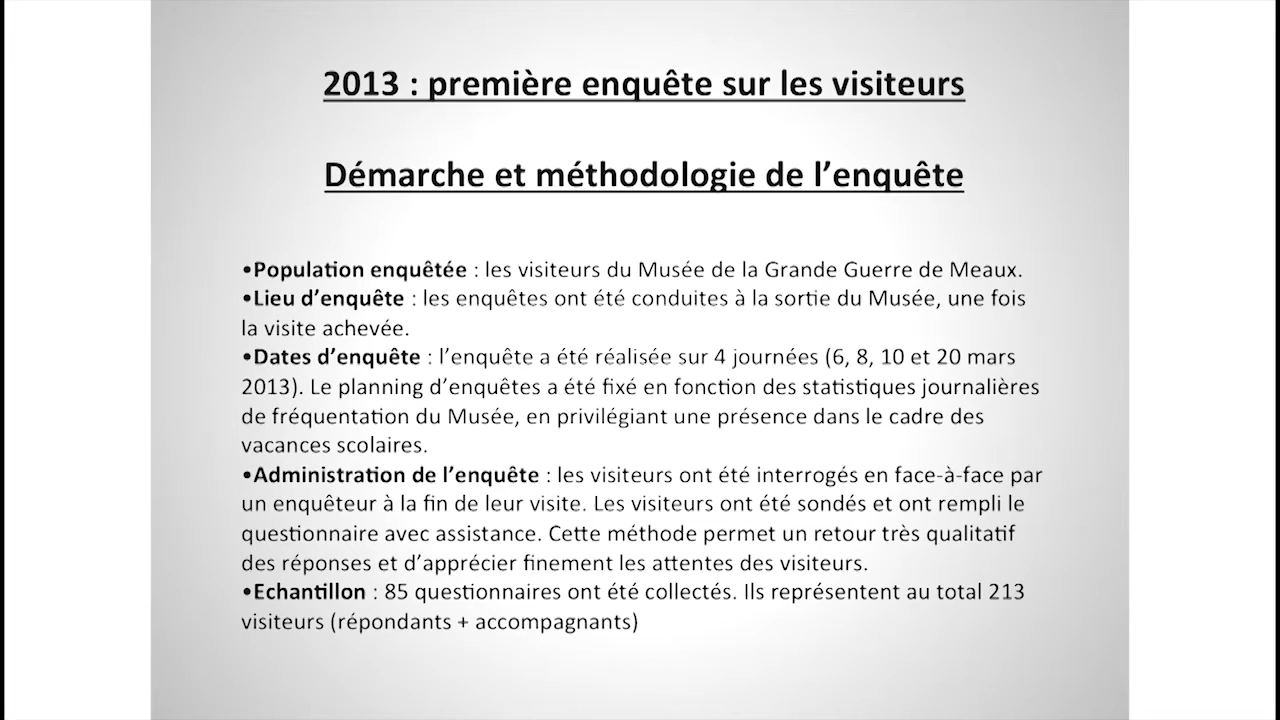 2013 : première enquête sur les visiteurs
Démarche et méthodologie de l’enquête
•Population enquêtée : les visiteurs du Musée de la Grande Guerre de Meaux.
•Lieu d’enquête : les enquêtes ont été conduites à la sortie du Musée, une fois
la visite achevée.
•Dates d’enquête : l’enquête a été réalisée sur 4 journées (6, 8, 10 et 20 mars
2013). Le planning d’enquêtes a été fixé en fonction des statistiques journalières
de fréquentation du Musée, en privilégiant une présence dans le cadre des
vacances scolaires.
•Administration de l’enquête : les visiteurs ont été interrogés en face-à-face par
un enquêteur à la fin de leur visite. Les visiteurs ont été sondés et ont rempli le
questionnaire avec assistance. Cette méthode permet un retour très qualitatif
des réponses et d’apprécier finement les attentes des visiteurs.
•Echantillon : 85 questionnaires ont été collectés. Ils représentent au total 213
visiteurs (répondants + accompagnants)